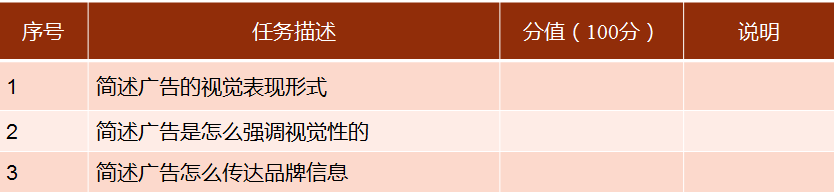 序号 任务描述 分值（100分） 说明
1 简述广告的视觉表现形式
2 简述广告是怎么强调视觉性的
3 简述广告怎么传达品牌信息